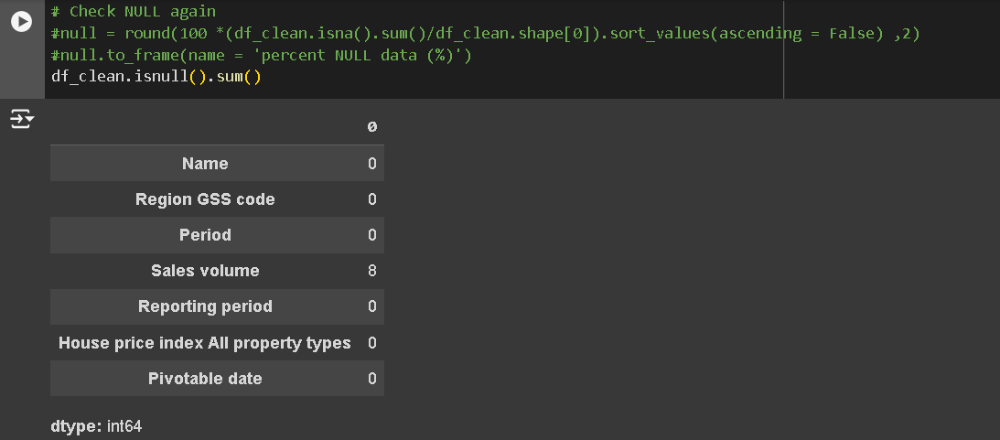 # Check NULL again
#null = round(100 *(df_clean.isna().sum()/df_clean.shape[0]).sort_values(ascending = False) ,2)
#null.to_frame(name = 'percent NULL data (%)')
df_clean.isnull().sum()
0
Name 0
Region GSS code 0
Period 0
Sales volume 8
Reporting period 0
House price index All property types 0
Pivotable date 0
dtype: int64